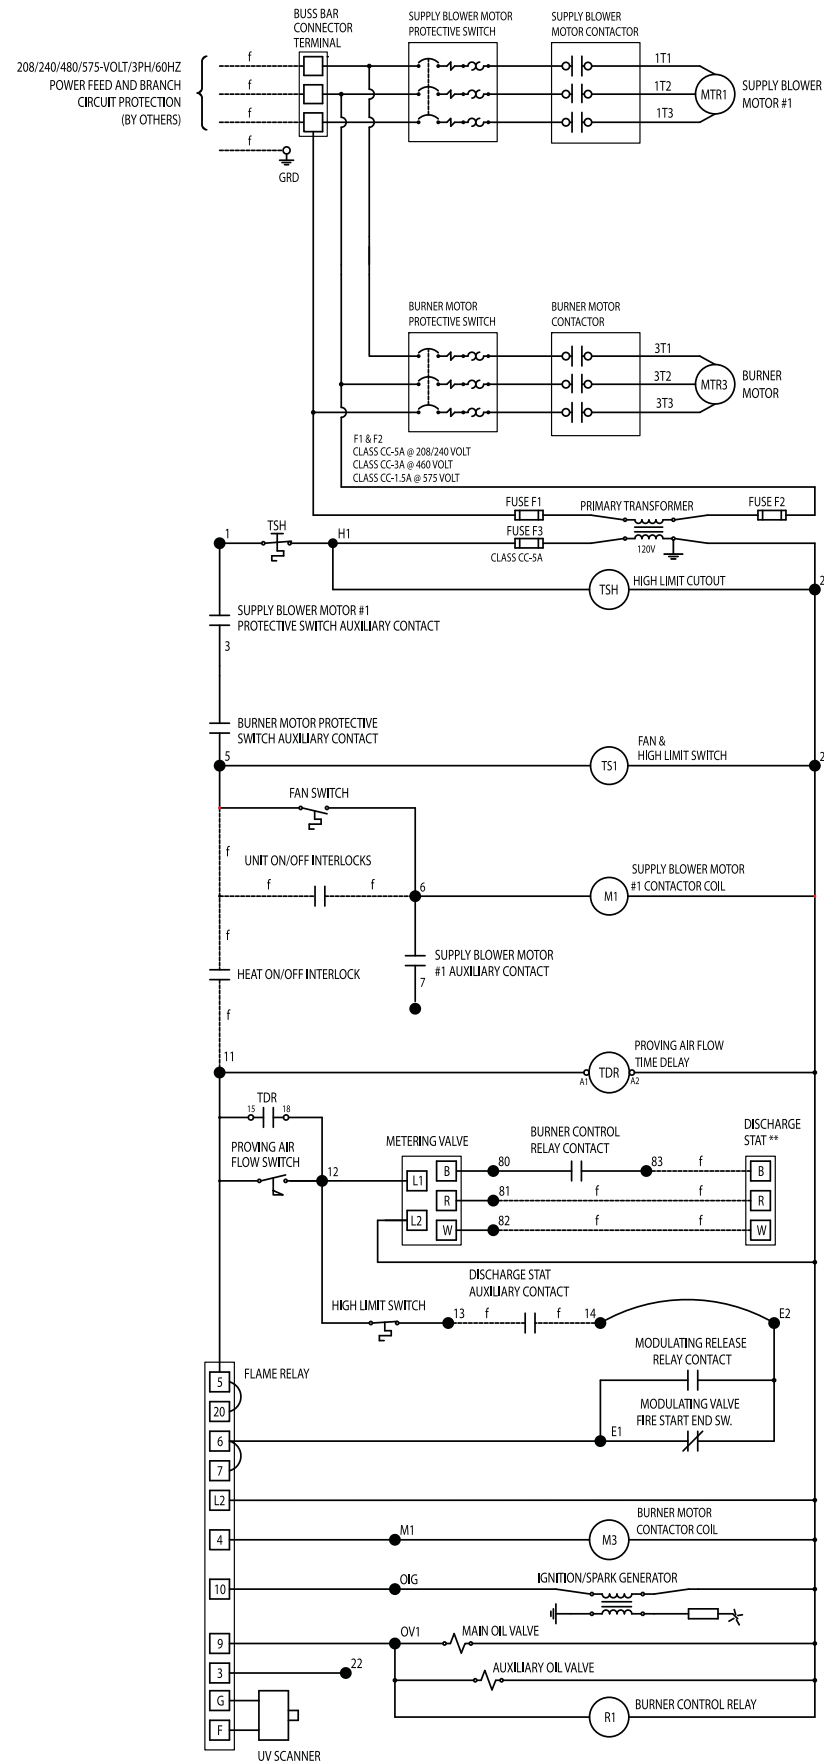 BUSS BAR
CONNECTOR
TERMINAL
SUPPLY BLOWER MOTOR
PROTECTIVE SWITCH
SUPPLY BLOWER
MOTOR CONTACTOR
208/240/480/575-VOLT/3PH/60HZ
POWER FEED AND BRANCH
CIRCUIT PROTECTION
(BY OTHERS)
f
f
f
f
GRD
1T1
1T2
1T3
MTR1
SUPPLY BLOWER
MOTOR #1
BURNER MOTOR
PROTECTIVE SWITCH
BURNER MOTOR
CONTACTOR
3T1
3T2
3T3
MTR3
BURNER
MOTOR
F1 & F2
CLASS CC-5A @ 208/240 VOLT
CLASS CC-3A @ 460 VOLT
CLASS CC-1.5A @ 575 VOLT
FUSE F1
PRIMARY TRANSFORMER
FUSE F2
1
TSH
H1
FUSE F3
CLASS CC-5A
120V
TSH
HIGH LIMIT CUTOUT
2
SUPPLY BLOWER MOTOR #1
PROTECTIVE SWITCH AUXILIARY CONTACT
3
BURNER MOTOR PROTECTIVE
SWITCH AUXILIARY CONTACT
5
TS1
FAN &
HIGH LIMIT SWITCH
2
FAN SWITCH
f
UNIT ON/OFF INTERLOCKS
f
f
6
M1
SUPPLY BLOWER MOTOR
#1 CONTACTOR COIL
f
HEAT ON/OFF INTERLOCK
SUPPLY BLOWER MOTOR
#1 AUXILIARY CONTACT
7
f
11
A1
TDR
A2
PROVING AIR FLOW
TIME DELAY
TDR
15
18
PROVING AIR
FLOW SWITCH
12
METERING VALVE
BURNER CONTROL
RELAY CONTACT
DISCHARGE
STAT **
L1
B
80
83
f
B
R
81
f
f
R
L2
W
82
f
f
W
HIGH LIMIT SWITCH
13
DISCHARGE STAT
AUXILIARY CONTACT
f
f
14
E2
MODULATING RELEASE
RELAY CONTACT
MODULATING VALVE
FIRE START END SW.
E1
FLAME RELAY
5
20
6
7
L2
4
M1
M3
BURNER MOTOR
CONTACTOR COIL
10
OIG
IGNITION/SPARK GENERATOR
9
OV1
MAIN OIL VALVE
3
22
AUXILIARY OIL VALVE
G
R1
BURNER CONTROL RELAY
F
UV SCANNER